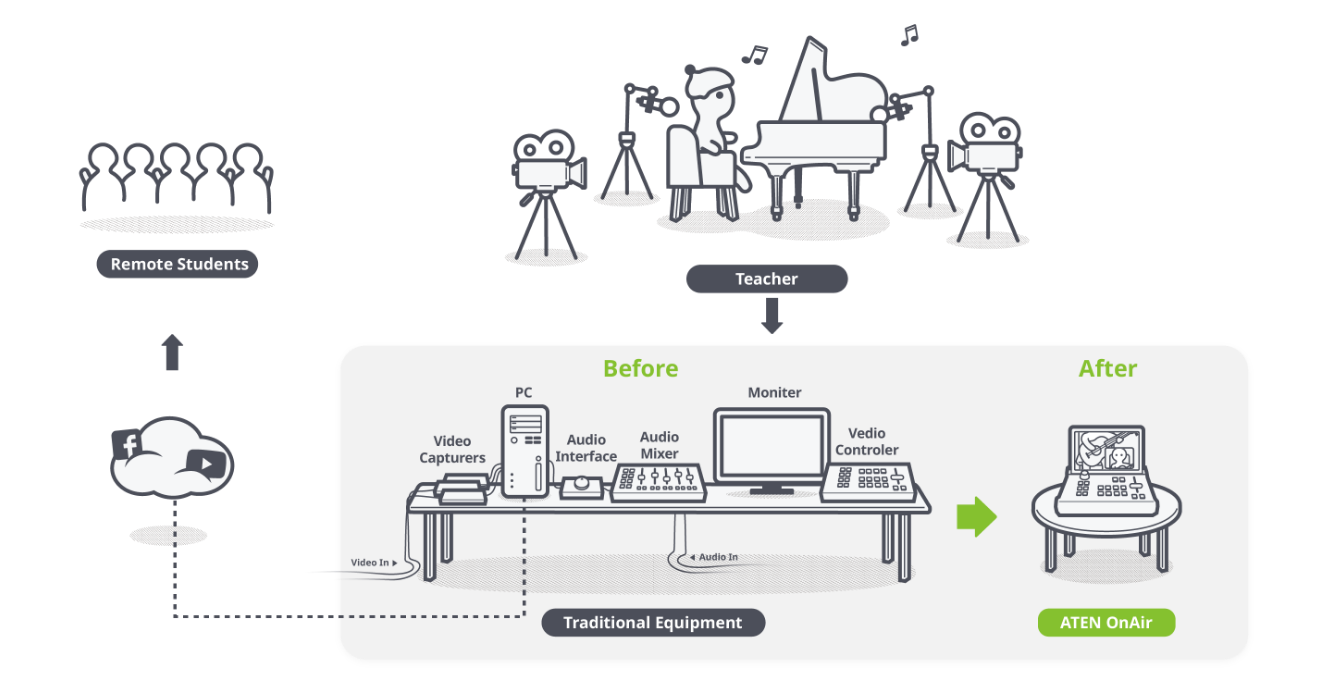 Remote Students
Teacher
Before
After
PC
Moniter
Video
Capturers
Audio
Interface
Audio
Mixer
Vedio
Controler
Video In
Audio In
Traditional Equipment
ATEN OnAir